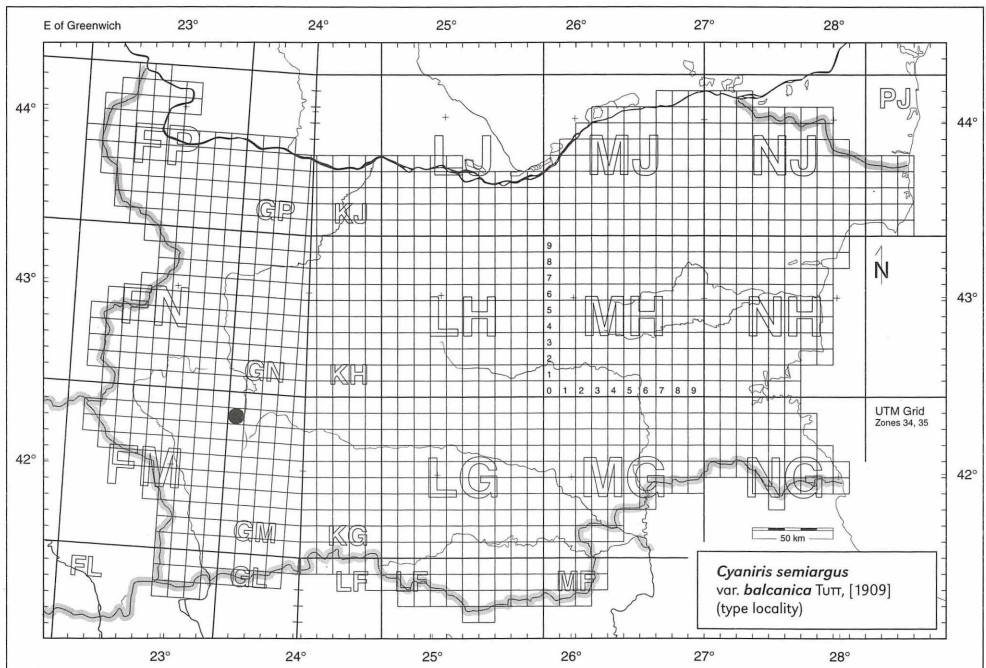 E of Greenwich 23° 24° 25° 26° 27° 28°
44° 44°
PJ
FP LJ MJ NJ
GP KJ
9
8
43° N 43°
7
6
FN LH MH NH
5
4
3
2
GN KH
1
0 1 2 3 4 5 6 7 8 9
UTM Grid
Zones 34, 35
42° 42°
FM LG MG NG
GM KG
50 km
FL GL LF LF MF
Cyaniris semiargus
var. balcanica TUTT, [1909]
(type locality)
23° 24° 25° 26° 27° 28°